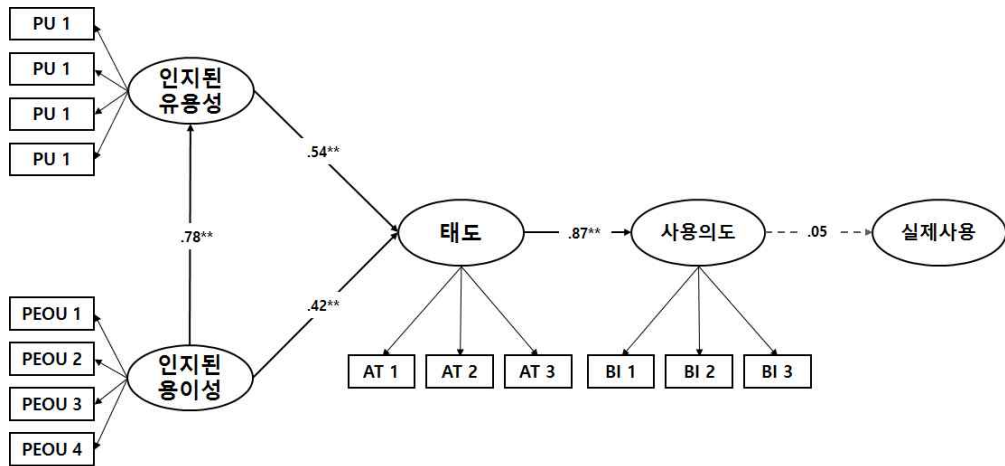 PU 1
PU 1
PU 1
PU 1
인지된
유용성
.54**
.78**
태도
.87**
사용의도
.05
실제사용
.42**
PEOU 1
PEOU 2
PEOU 3
PEOU 4
인지된
용이성
AT 1
AT 2
AT 3
BI 1
BI 2
BI 3